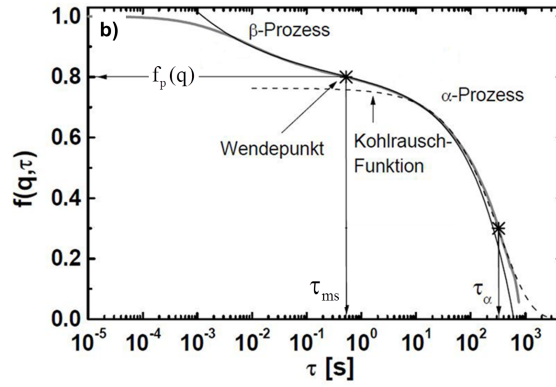 b)
β-Prozess
f_p(q)
α-Prozess
Wendepunkt
Kohlrausch-
Funktion
τ_ms
τ_α
f(q,τ)
1.0
0.8
0.6
0.4
0.2
0.0
10^-5 10^-4 10^-3 10^-2 10^-1 10^0 10^1 10^2 10^3
τ [s]